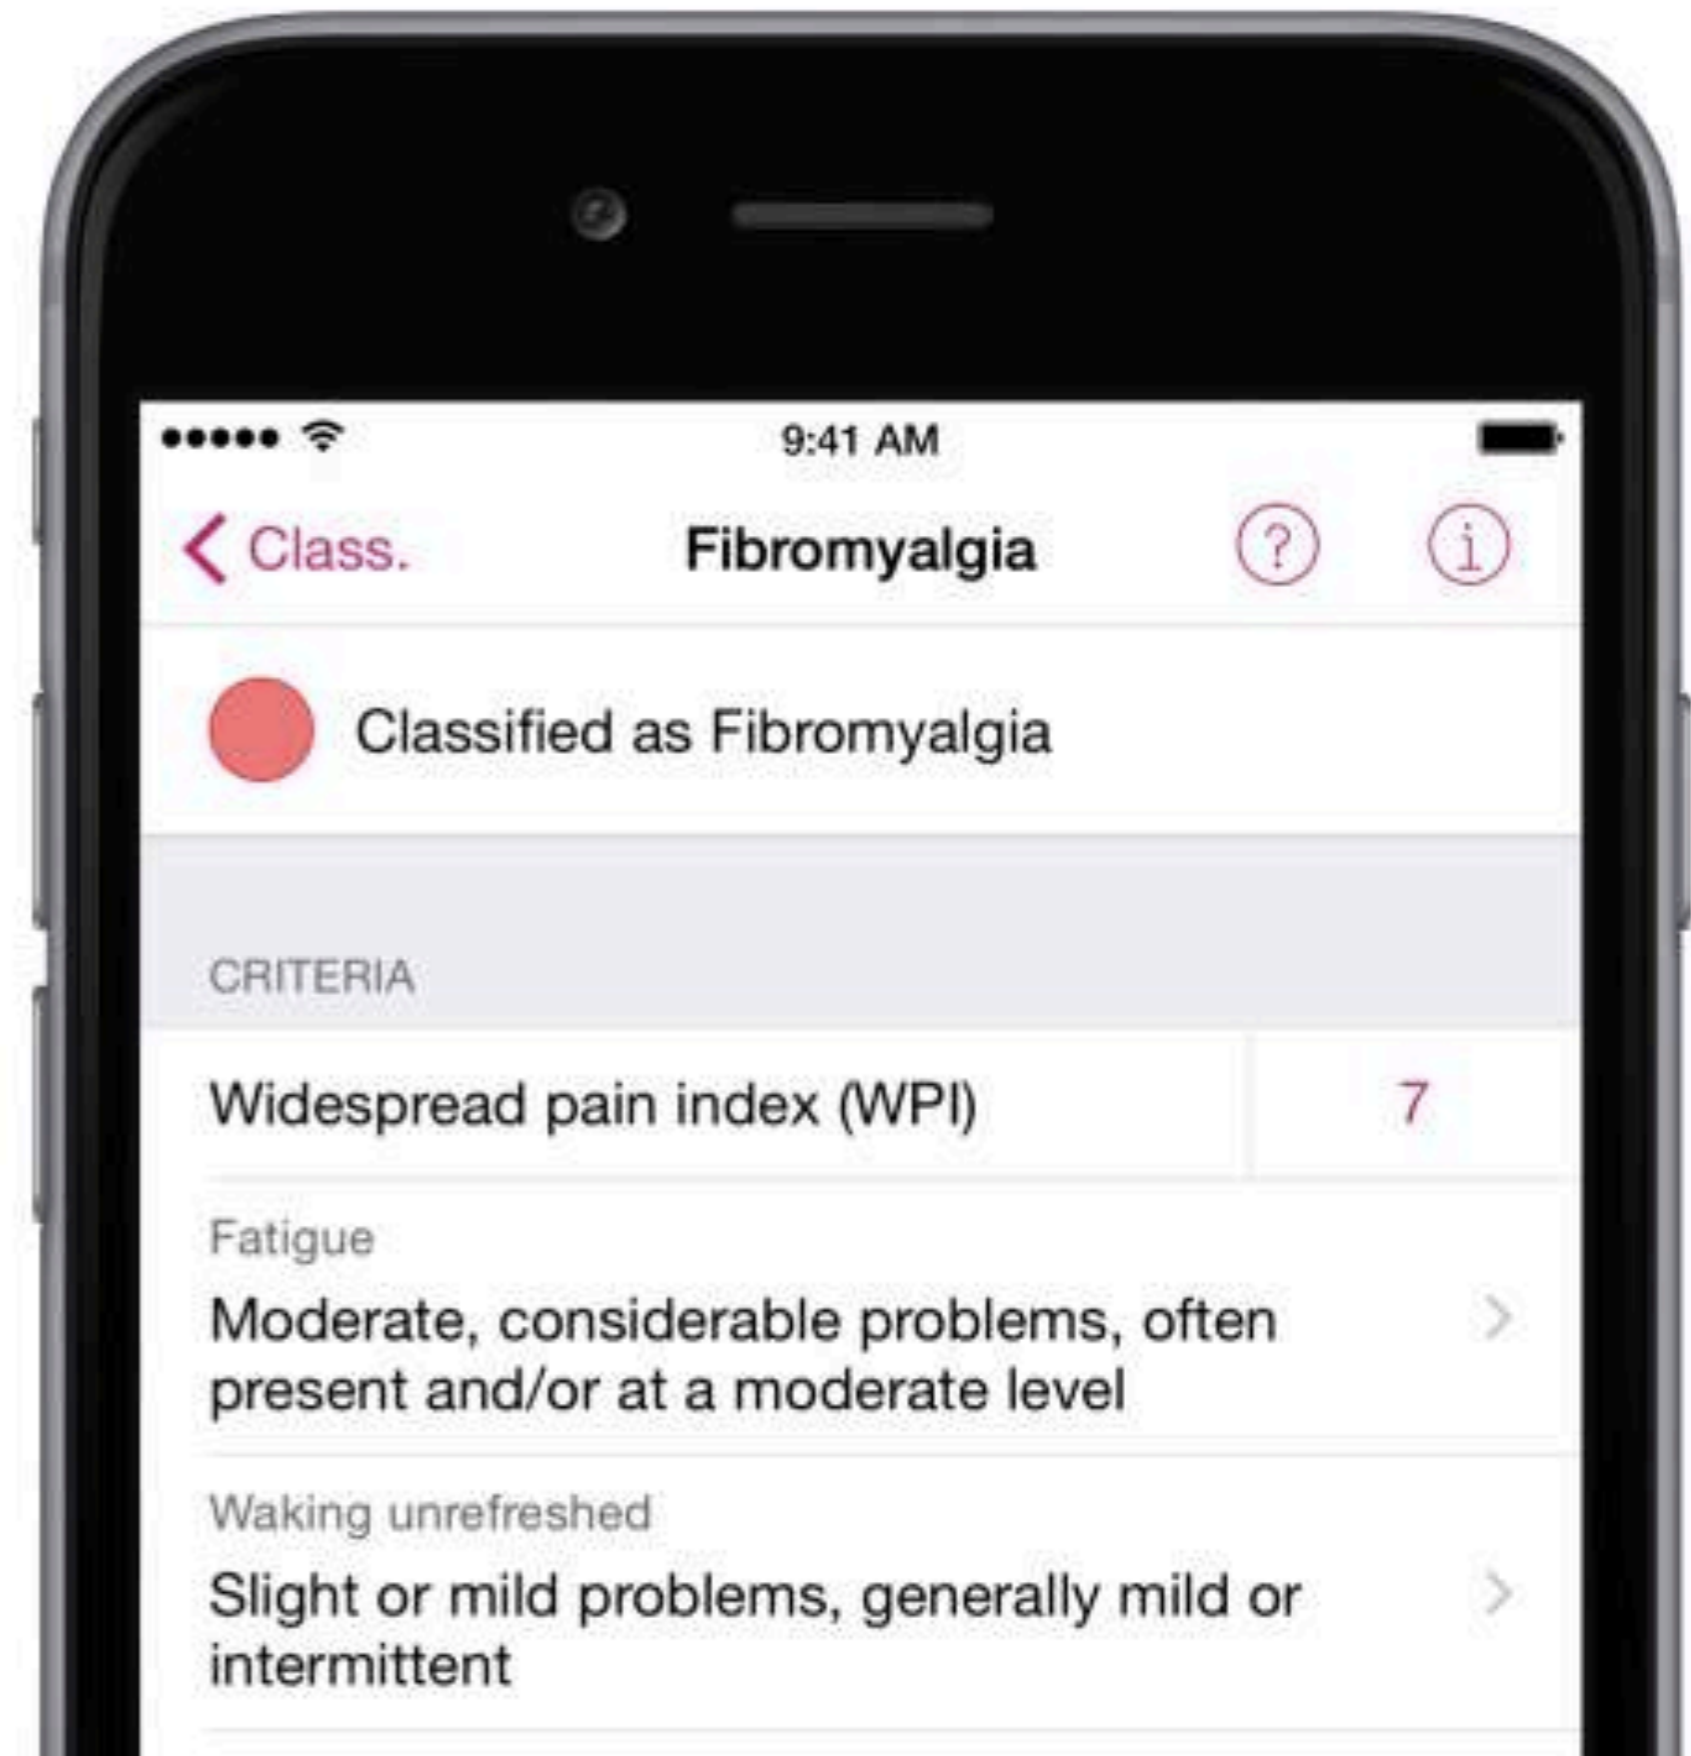 9:41 AM
Class.
Fibromyalgia
?
i
Classified as Fibromyalgia
CRITERIA
Widespread pain index (WPI)
7
Fatigue
Moderate, considerable problems, often
present and/or at a moderate level
Waking unrefreshed
Slight or mild problems, generally mild or
intermittent